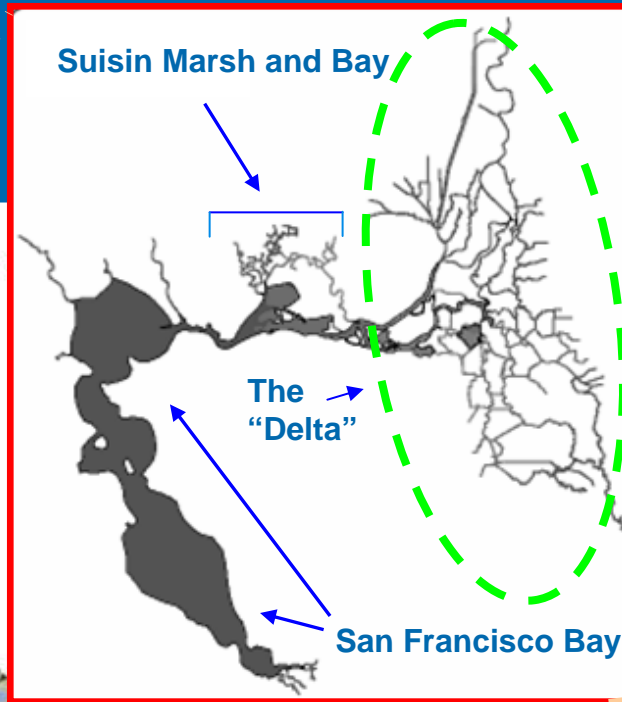 Suisin Marsh and Bay
The
“Delta”
San Francisco Bay